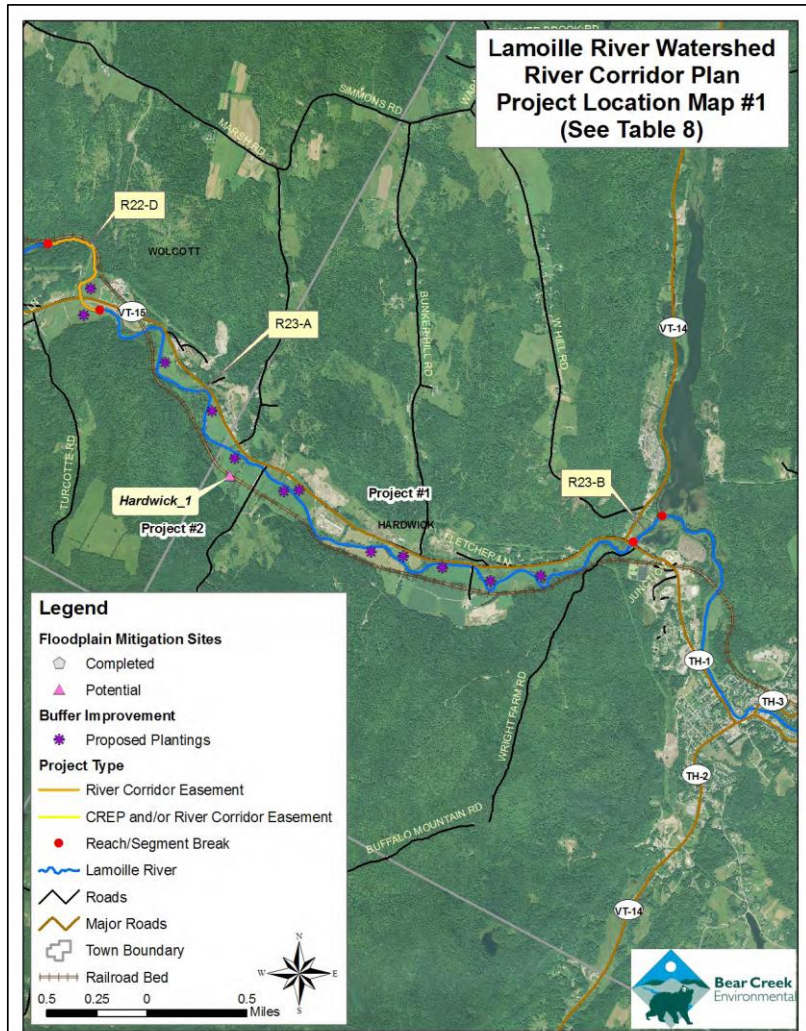 Lamoille River Watershed
River Corridor Plan
Project Location Map #1
(See Table 8)
SIMMONS RD
MARSH RD
R22-D
WOLCOTT
VT-15
R23-A
BUNKER HILL RD
W HILL RD
VT-14
TURCOTTE RD
Hardwick_1
Project #2
Project #1
HARDWICK
FLETCHER LN
R23-B
WRIGHT FARM RD
TH-1
TH-3
TH-2
BUFFALO MOUNTAIN RD
VT-14
Legend
Floodplain Mitigation Sites
Completed
Potential
Buffer Improvement
Proposed Plantings
Project Type
River Corridor Easement
CREP and/or River Corridor Easement
Reach/Segment Break
Lamoille River
Roads
Major Roads
Town Boundary
Railroad Bed
N
W E
S
0.5 0.25 0 0.5
Miles
Bear Creek
Environmental